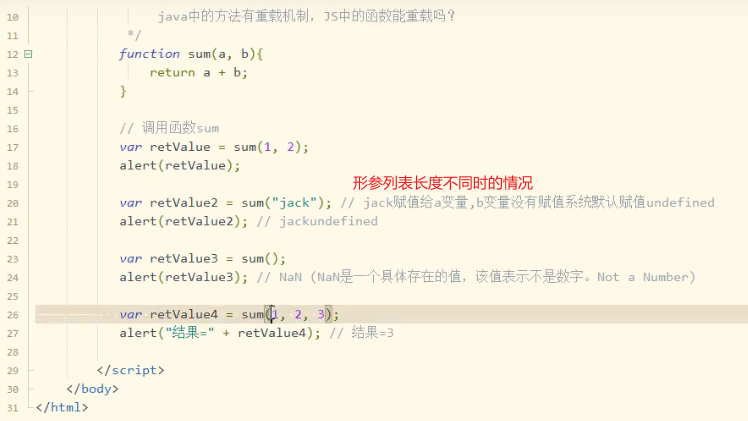 10 java中的方法有重载机制，JS中的函数能重载吗？
11 */
12 function sum(a, b){
13 return a + b;
14 }
15
16 // 调用函数sum
17 var retValue = sum(1, 2);
18 alert(retValue);
19 形参列表长度不同时的情况
20 var retValue2 = sum("jack"); // jack赋值给a变量,b变量没有赋值系统默认赋值undefined
21 alert(retValue2); // jackundefined
22
23 var retValue3 = sum();
24 alert(retValue3); // NaN (NaN是一个具体存在的值，该值表示不是数字。Not a Number)
25
26 var retValue4 = sum(1, 2, 3);
27 alert("结果=" + retValue4); // 结果=3
28
29 </script>
30 </body>
31 </html>